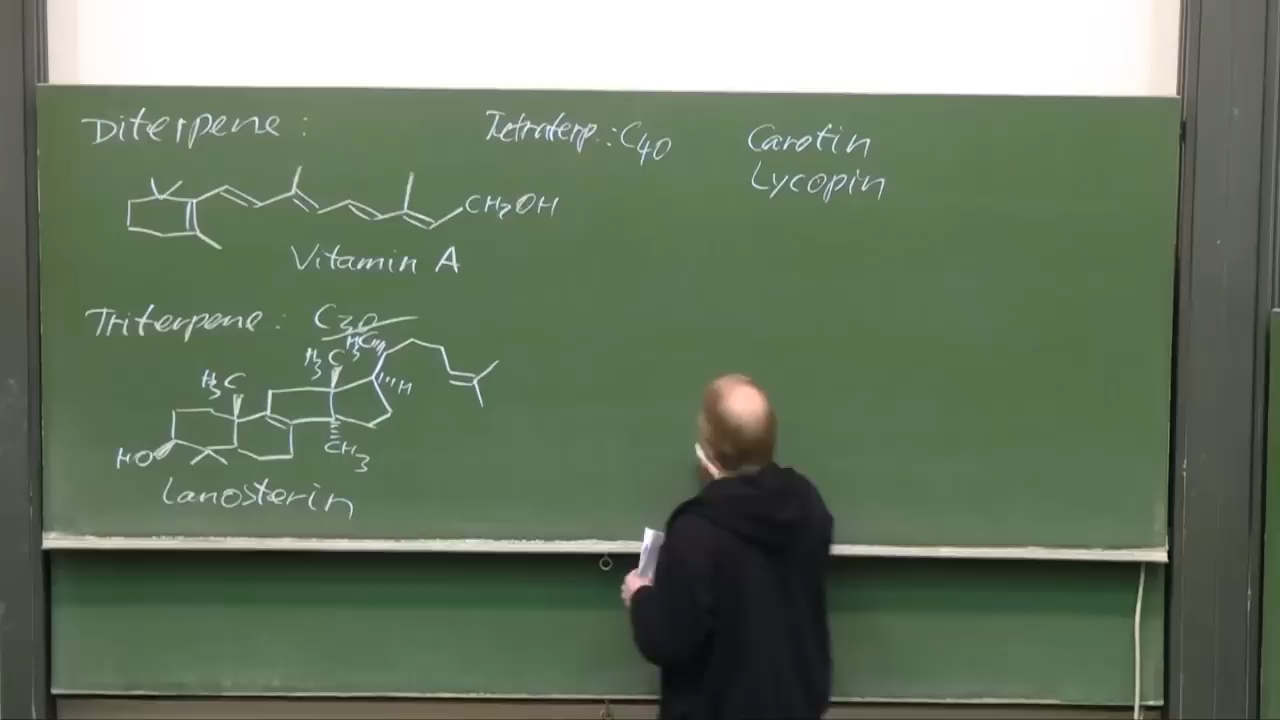 Diterpene:
CH2OH
Vitamin A
Triterpene: C30
H3C H3C H3C
H
CH3
HO
Lanosterin
Tetraterp.: C40
Carotin
Lycopin